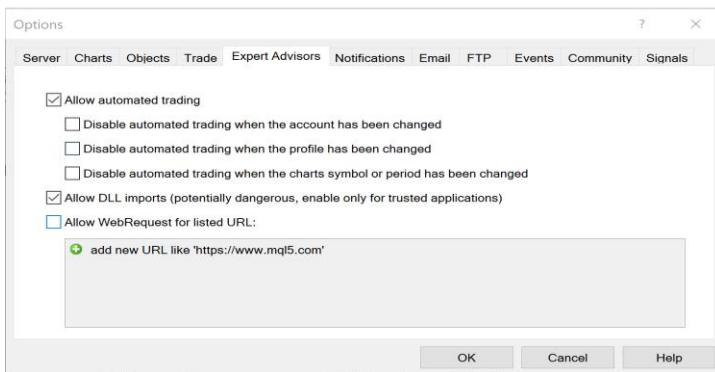 Options ? ×
Server Charts Objects Trade Expert Advisors Notifications Email FTP Events Community Signals
Allow automated trading
Disable automated trading when the account has been changed
Disable automated trading when the profile has been changed
Disable automated trading when the charts symbol or period has been changed
Allow DLL imports (potentially dangerous, enable only for trusted applications)
Allow WebRequest for listed URL:
add new URL like 'https://www.mql5.com'
OK Cancel Help